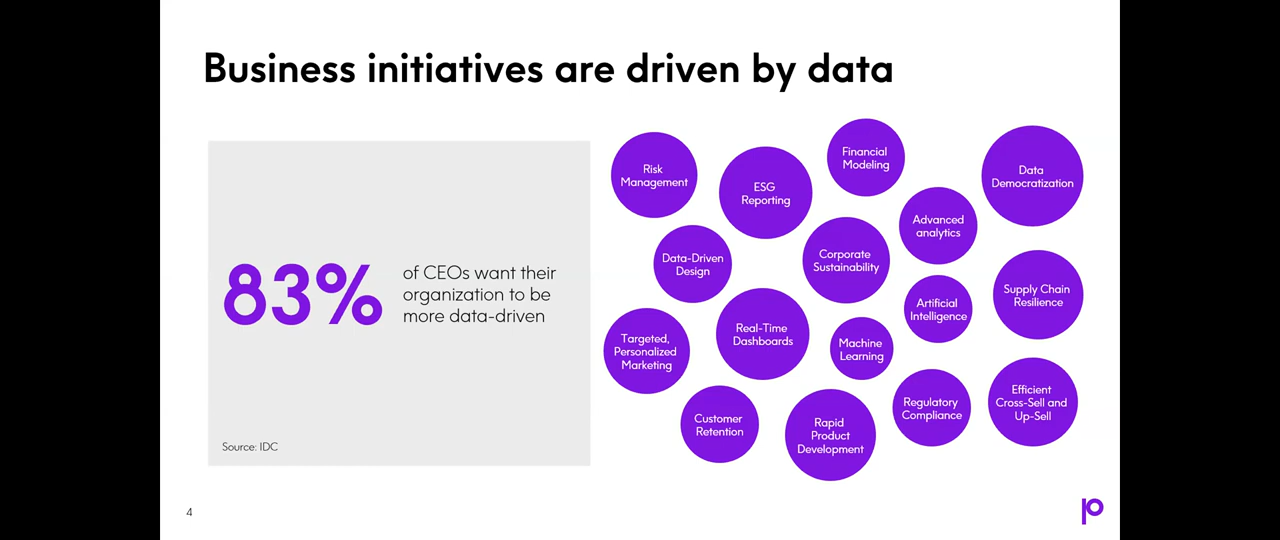 Business initiatives are driven by data
83%
of CEOs want their
organization to be
more data-driven
Source: IDC
Risk
Management
ESG
Reporting
Financial
Modeling
Data
Democratization
Advanced
analytics
Data-Driven
Design
Corporate
Sustainability
Supply Chain
Resilience
Artificial
Intelligence
Real-Time
Dashboards
Targeted,
Personalized
Marketing
Machine
Learning
Efficient
Cross-Sell and
Up-Sell
Regulatory
Compliance
Customer
Retention
Rapid
Product
Development
4